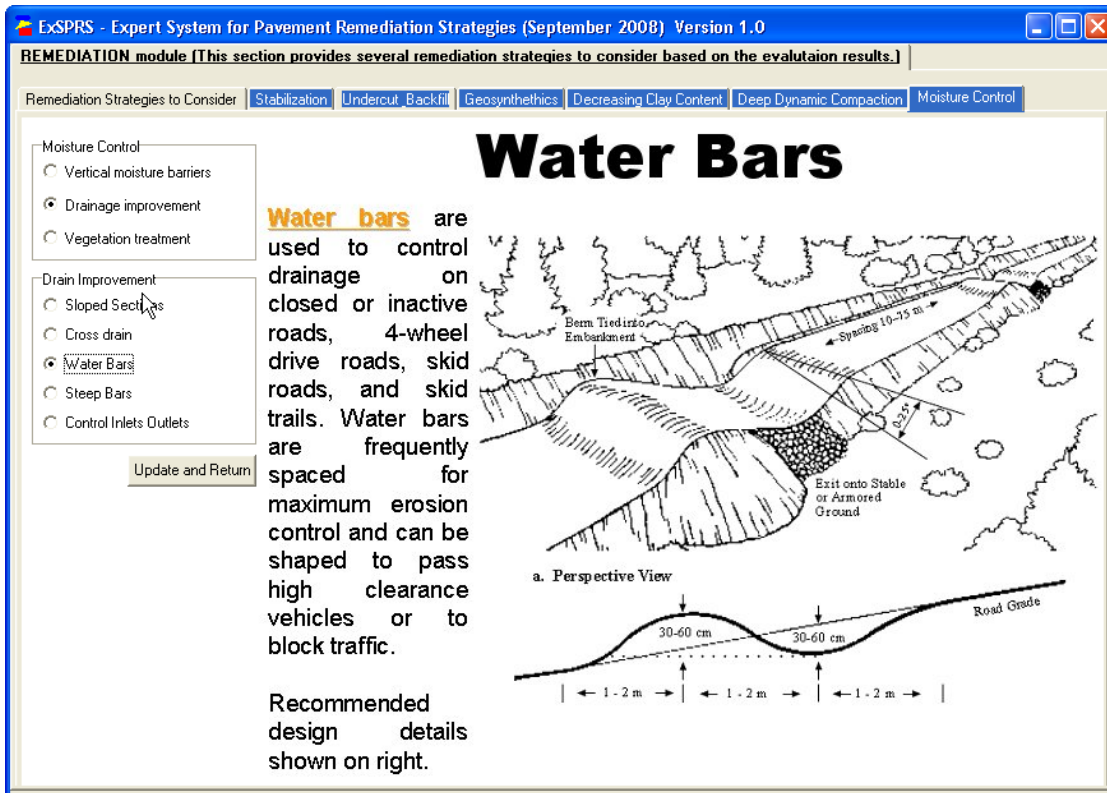 ExSPRS - Expert System for Pavement Remediation Strategies (September 2008) Version 1.0
REMEDIATION module (This section provides several remediation strategies to consider based on the evalutaion results.)
Remediation Strategies to Consider Stabilization Undercut_Backfill Geosynthethics Decreasing Clay Content Deep Dynamic Compaction Moisture Control
Moisture Control
Vertical moisture barriers
Drainage improvement
Vegetation treatment
Drain Improvement
Sloped Sections
Cross drain
Water Bars
Steep Bars
Control Inlets Outlets
Update and Return
Water Bars
Water bars are
used to control
drainage on
closed or inactive
roads, 4-wheel
drive roads, skid
roads, and skid
trails. Water bars
are frequently
spaced for
maximum erosion
control and can be
shaped to pass
high clearance
vehicles or to
block traffic.
Recommended
design details
shown on right.
Berm Tied into
Embankment
Spacing 10-75 m
0-25°
Exit onto Stable
or Armored
Ground
a. Perspective View
Road Grade
30-60 cm 30-60 cm
1 - 2 m 1 - 2 m 1 - 2 m